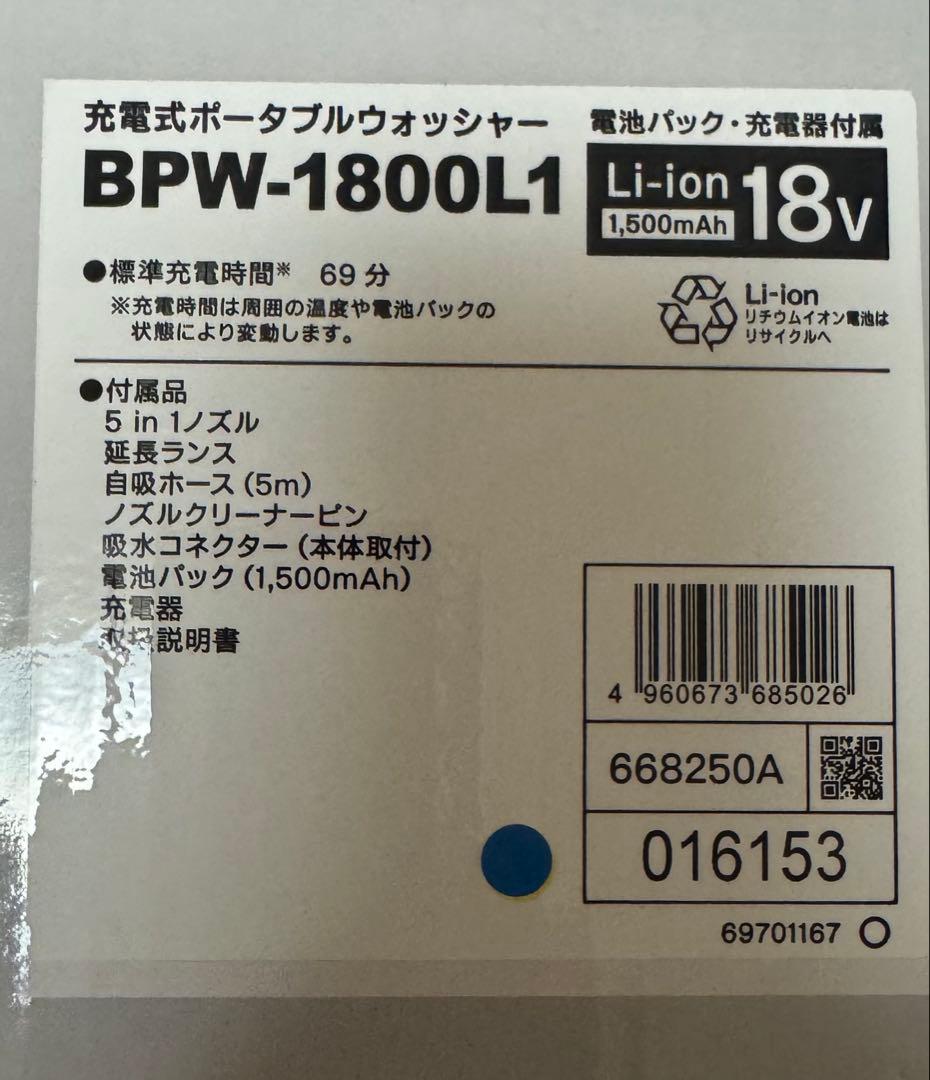 充電式ポータブルウォッシャー
BPW-1800L1
電池パック・充電器付属
Li-ion
1,500mAh
18V
●標準充電時間※ 69分
※充電時間は周囲の温度や電池パックの
状態により変動します。
Li-ion
リチウムイオン電池は
リサイクルへ
●付属品
5 in 1ノズル
延長ランス
自吸ホース(5m)
ノズルクリーナーピン
吸水コネクター(本体取付)
電池パック(1,500mAh)
充電器
取扱説明書
4 960673 685026
668250A
016153
69701167